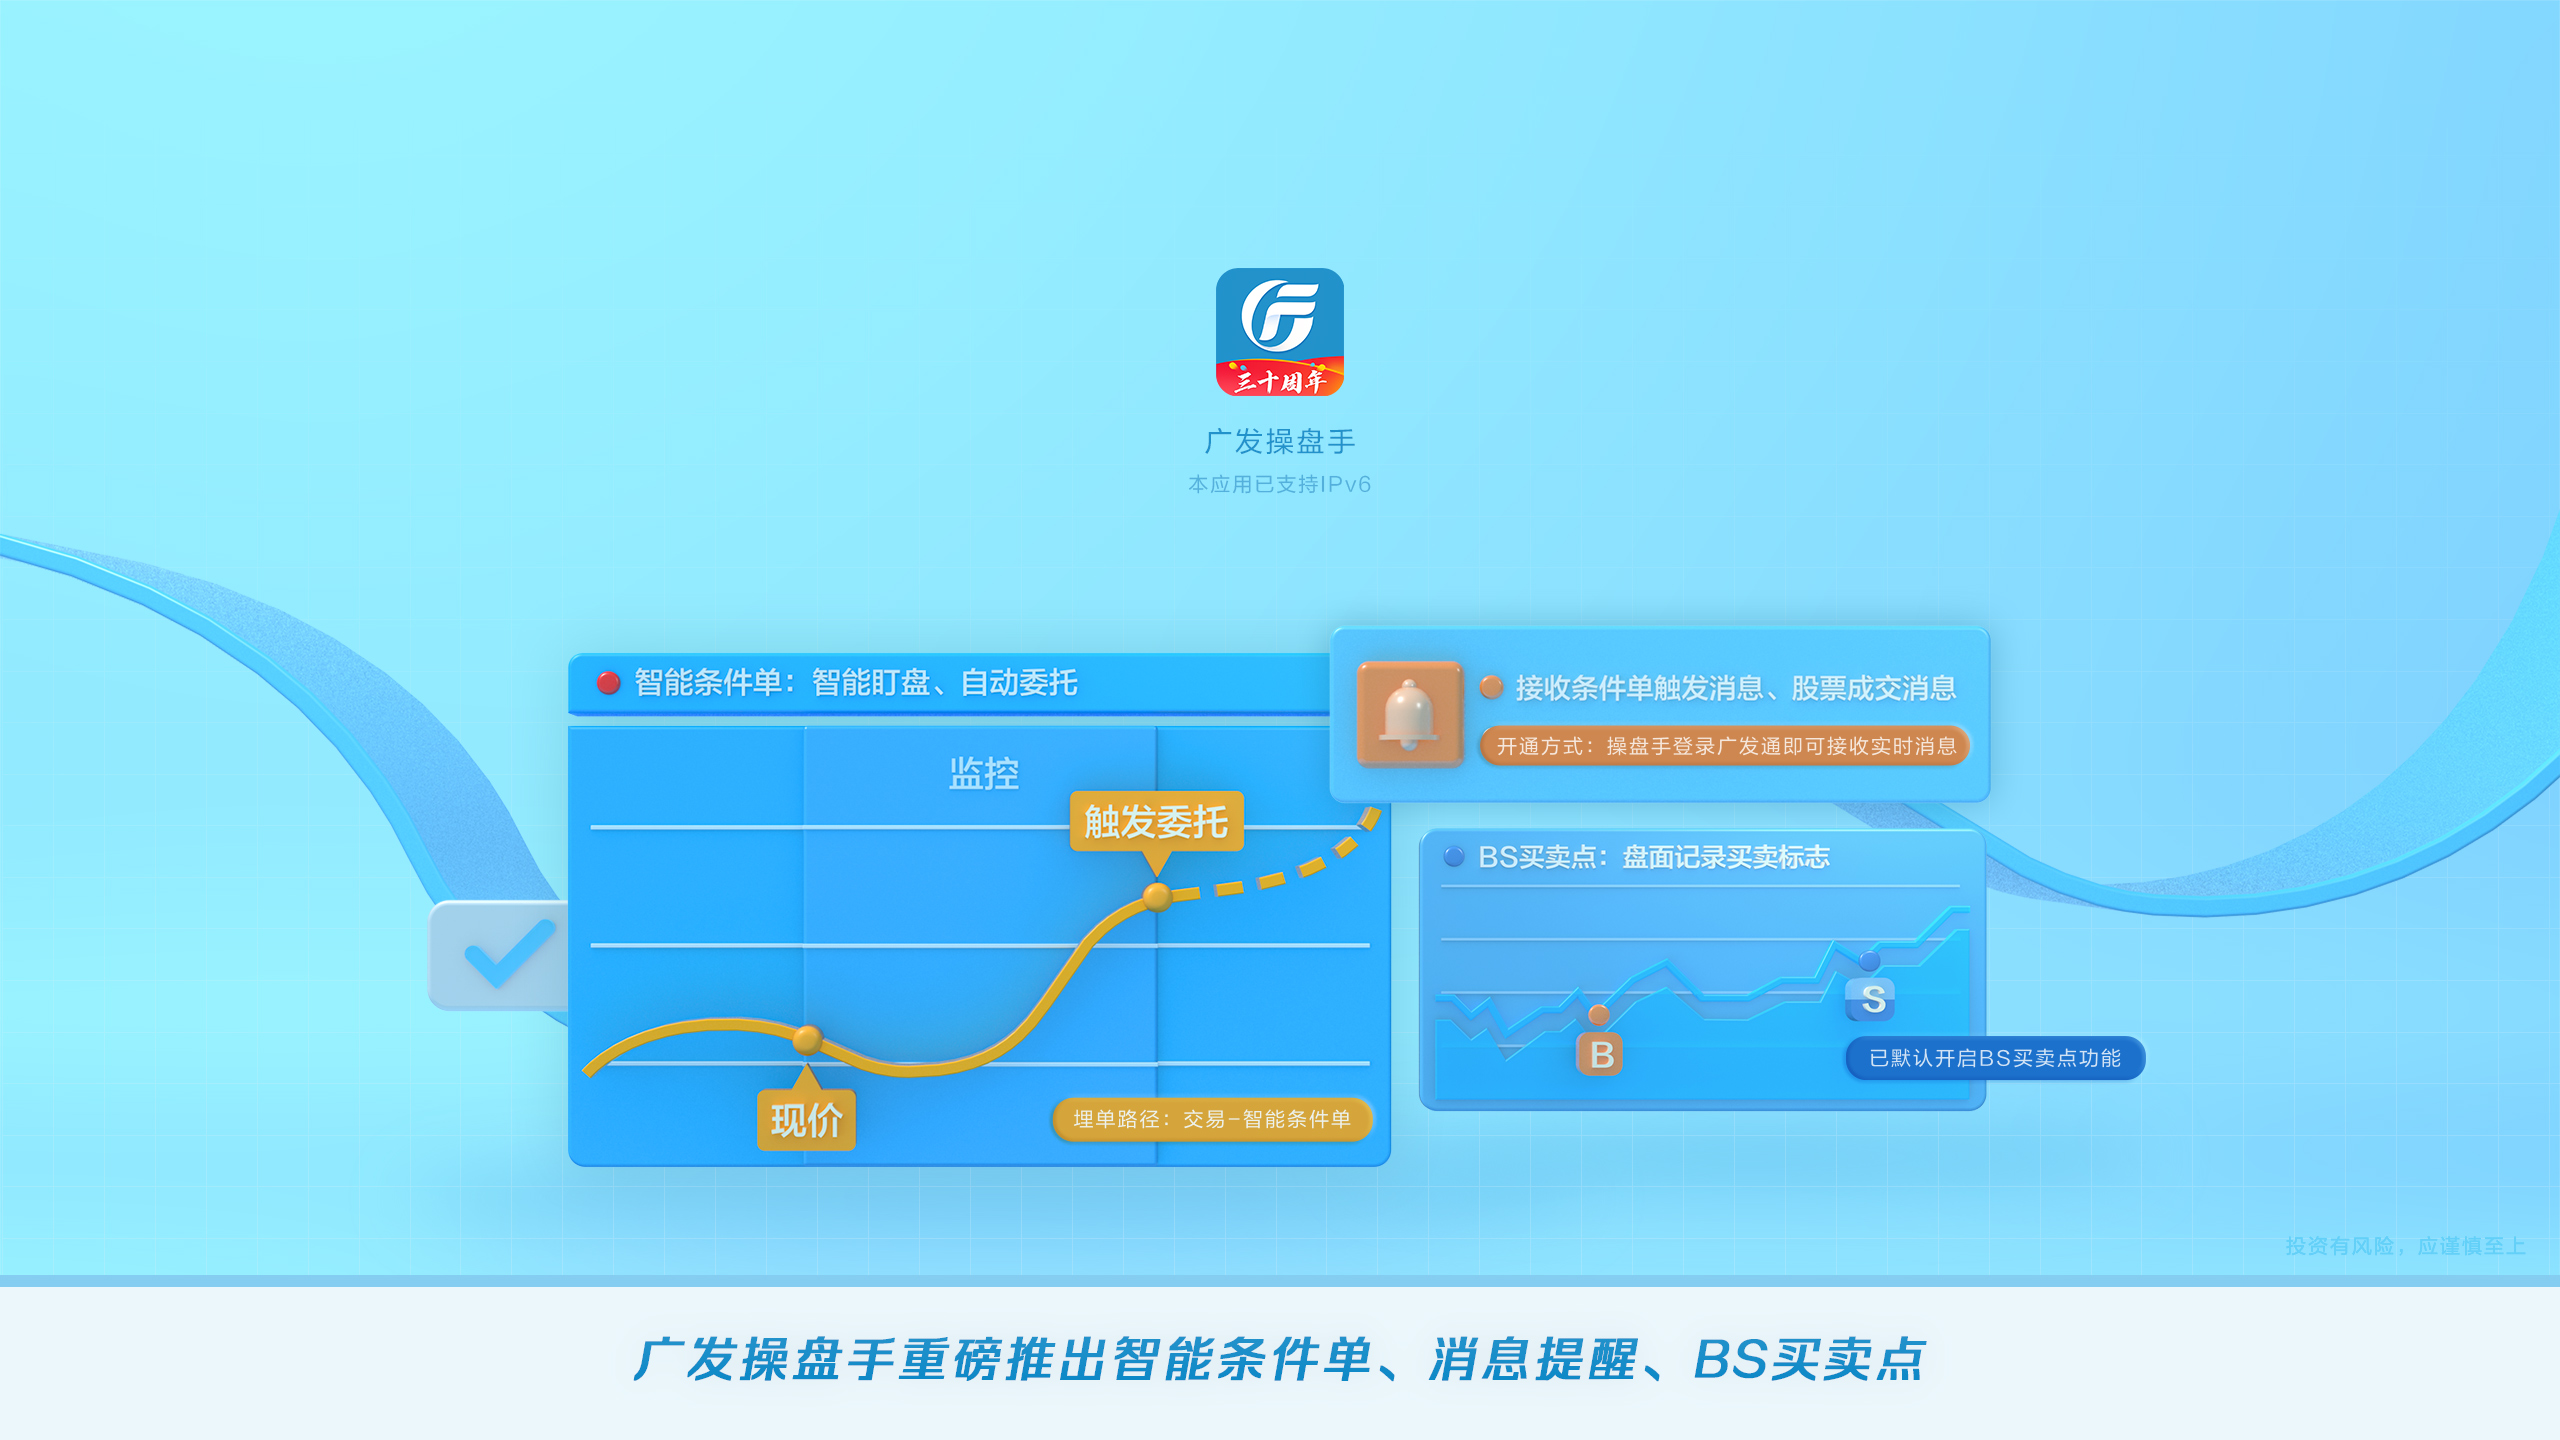 三十周年
广发操盘手
本应用已支持IPv6
智能条件单：智能盯盘、自动委托
监控
触发委托
现价
埋单路径：交易-智能条件单
接收条件单触发消息、股票成交消息
开通方式：操盘手登录广发通即可接收实时消息
BS买卖点：盘面记录买卖标志
B
S
已默认开启BS买卖点功能
投资有风险，应谨慎至上
广发操盘手重磅推出智能条件单、消息提醒、BS买卖点